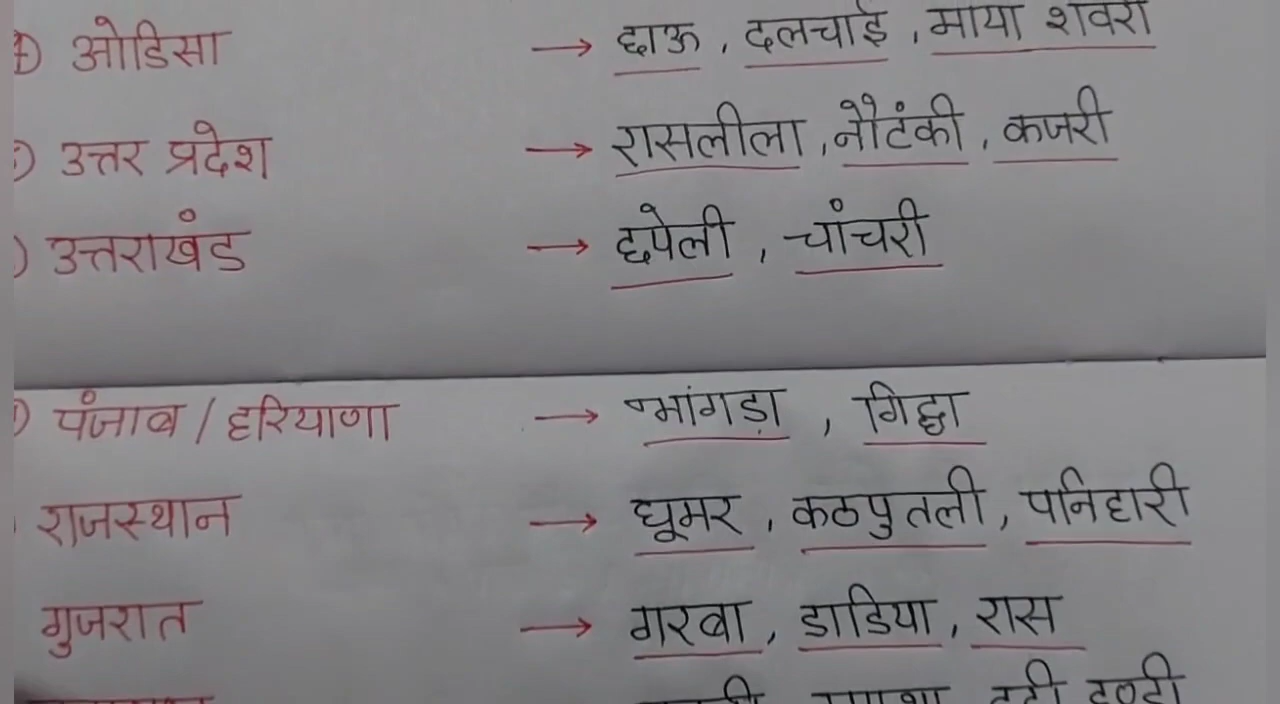 ओडिसा → छाऊ, दलचाई, माया शवरी
उत्तर प्रदेश → रासलीला, नौटंकी, कजरी
उत्तराखंड → छपेली, चांचरी
पंजाब / हरियाणा → भांगड़ा, गिद्दा
राजस्थान → घूमर, कठपुतली, पनिहारी
गुजरात → गरबा, डाडिया, रास